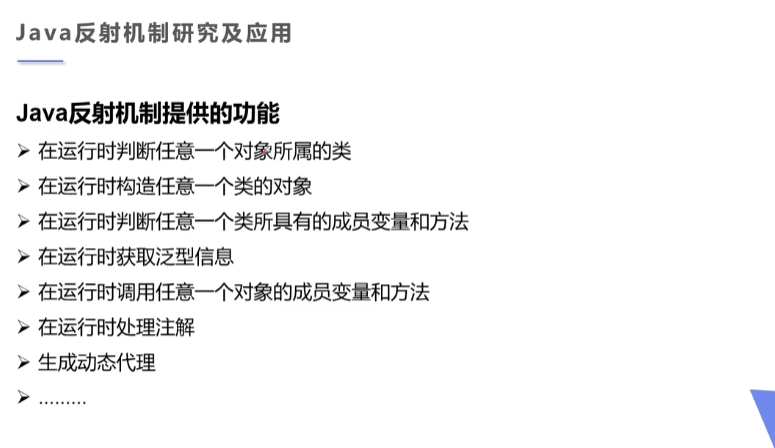 Java反射机制研究及应用
Java反射机制提供的功能
➢ 在运行时判断任意一个对象所属的类
➢ 在运行时构造任意一个类的对象
➢ 在运行时判断任意一个类所具有的成员变量和方法
➢ 在运行时获取泛型信息
➢ 在运行时调用任意一个对象的成员变量和方法
➢ 在运行时处理注解
➢ 生成动态代理
➢ .........